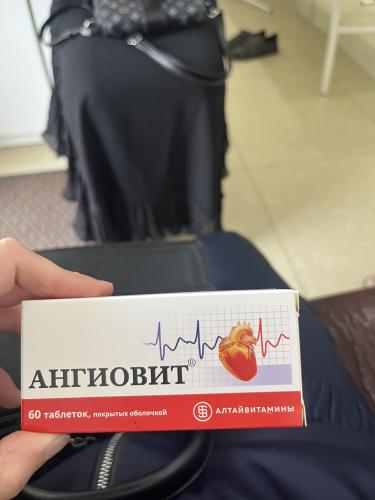 АНГИОВИТ®
60 таблеток, покрытых оболочкой
АЛТАЙВИТАМИНЫ